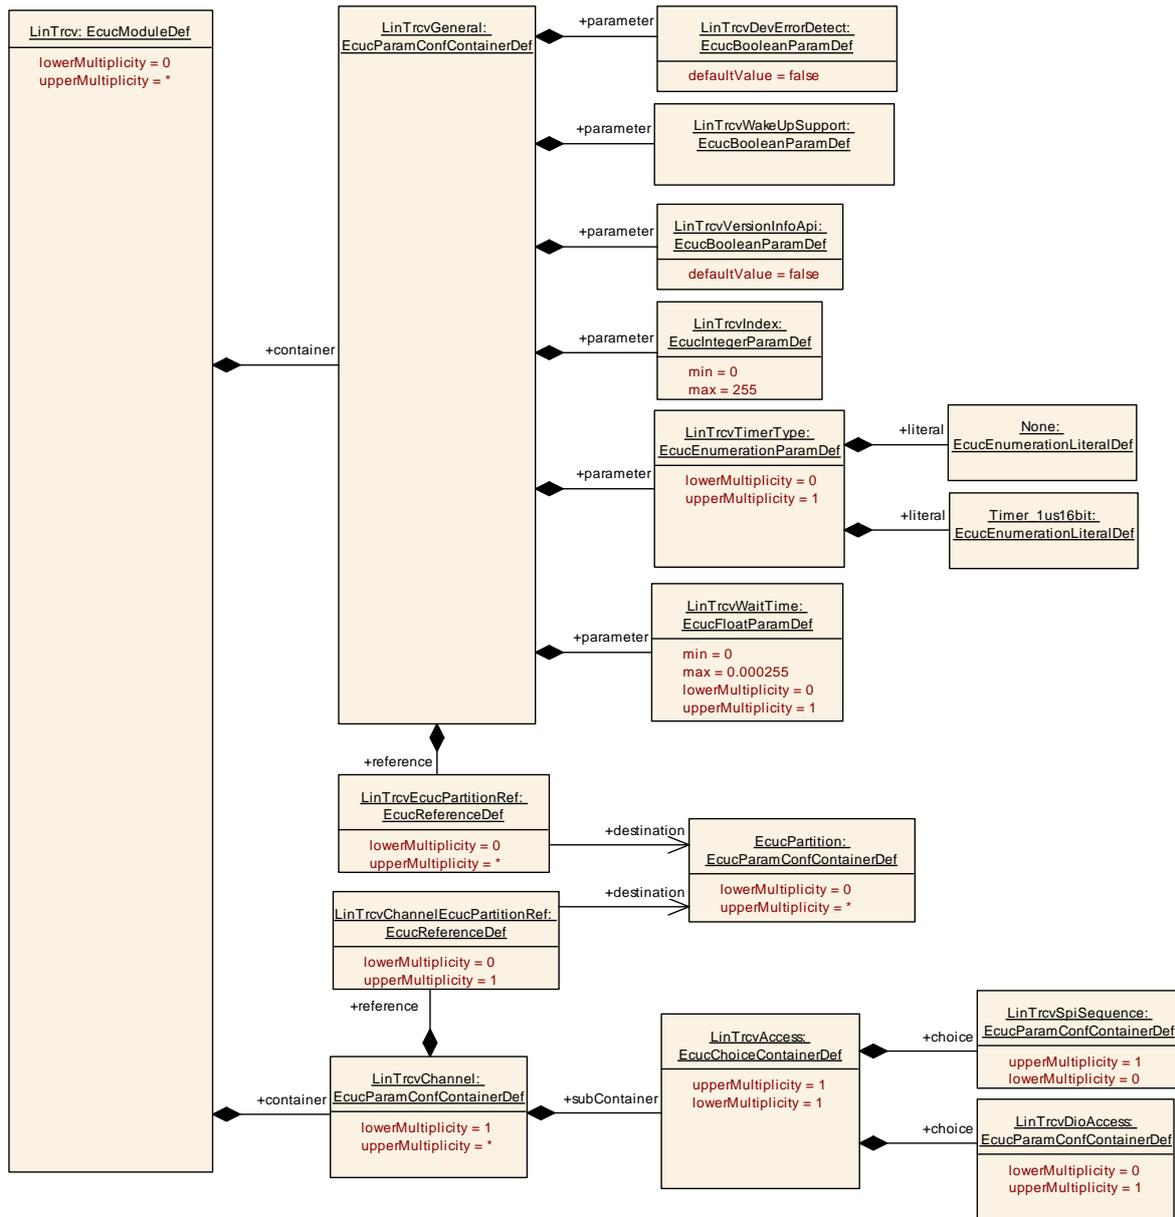 LinTrcv: EcucModuleDef
lowerMultiplicity = 0
upperMultiplicity = *
LinTrcvGeneral:
EcucParamConfContainerDef
+parameter
LinTrcvDevErrorDetect:
EcucBooleanParamDef
defaultValue = false
+parameter
LinTrcvWakeUpSupport:
EcucBooleanParamDef
+parameter
LinTrcvVersionInfoApi:
EcucBooleanParamDef
defaultValue = false
+container
+parameter
LinTrcvIndex:
EcucIntegerParamDef
min = 0
max = 255
+parameter
LinTrcvTimerType:
EcucEnumerationParamDef
lowerMultiplicity = 0
upperMultiplicity = 1
+literal
None:
EcucEnumerationLiteralDef
+literal
Timer_1us16bit:
EcucEnumerationLiteralDef
+parameter
LinTrcvWaitTime:
EcucFloatParamDef
min = 0
max = 0.000255
lowerMultiplicity = 0
upperMultiplicity = 1
+reference
LinTrcvEcucPartitionRef:
EcucReferenceDef
lowerMultiplicity = 0
upperMultiplicity = *
+destination
EcucPartition:
EcucParamConfContainerDef
lowerMultiplicity = 0
upperMultiplicity = *
+destination
LinTrcvChannelEcucPartitionRef:
EcucReferenceDef
lowerMultiplicity = 0
upperMultiplicity = 1
+reference
+container
LinTrcvChannel:
EcucParamConfContainerDef
lowerMultiplicity = 1
upperMultiplicity = *
+subContainer
LinTrcvAccess:
EcucChoiceContainerDef
upperMultiplicity = 1
lowerMultiplicity = 1
+choice
LinTrcvSpiSequence:
EcucParamConfContainerDef
upperMultiplicity = 1
lowerMultiplicity = 0
+choice
LinTrcvDioAccess:
EcucParamConfContainerDef
lowerMultiplicity = 0
upperMultiplicity = 1